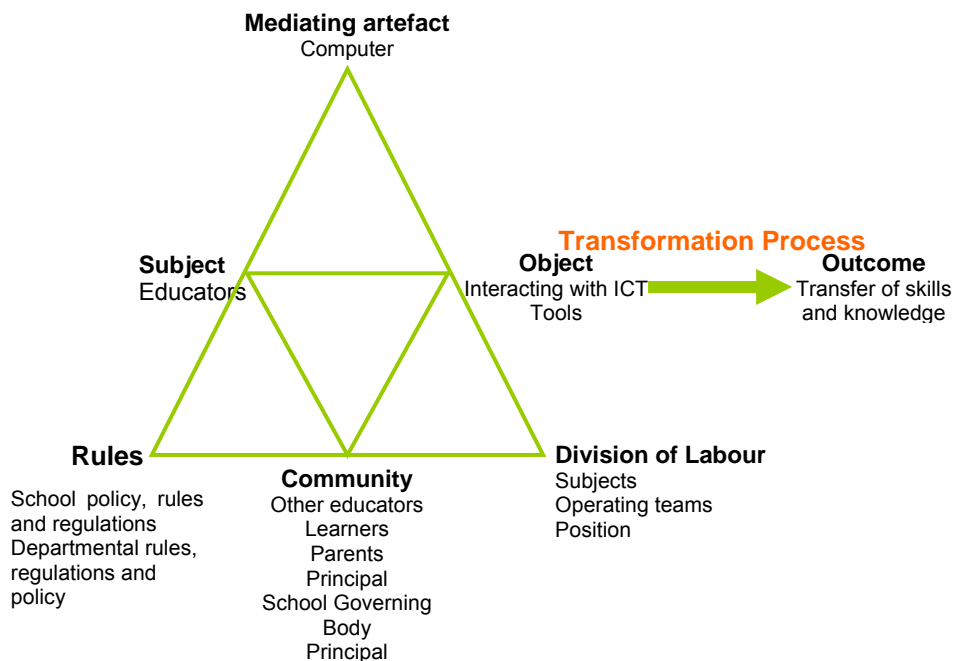 Mediating artefact
Computer
Transformation Process
Subject
Educators
Object
Interacting with ICT
Tools
Outcome
Transfer of skills
and knowledge
Rules
School policy, rules
and regulations
Departmental rules,
regulations and
policy
Community
Other educators
Learners
Parents
Principal
School Governing
Body
Principal
Division of Labour
Subjects
Operating teams
Position